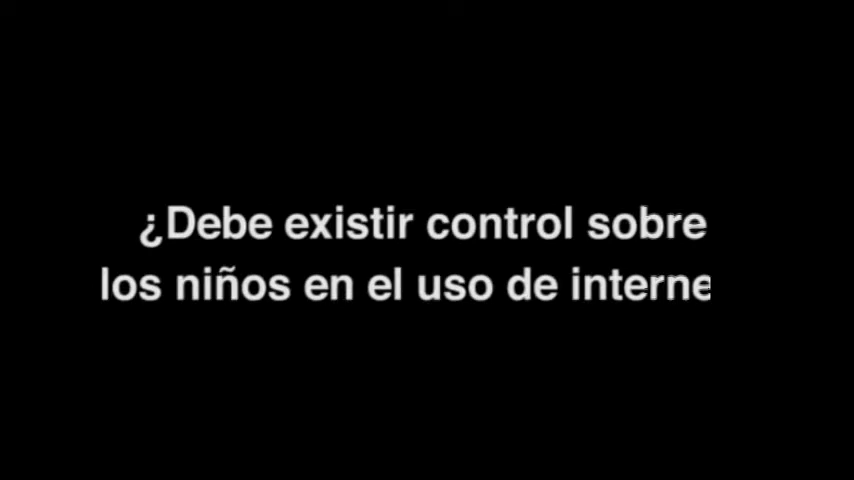 ¿Debe existir control sobre
los niños en el uso de interne